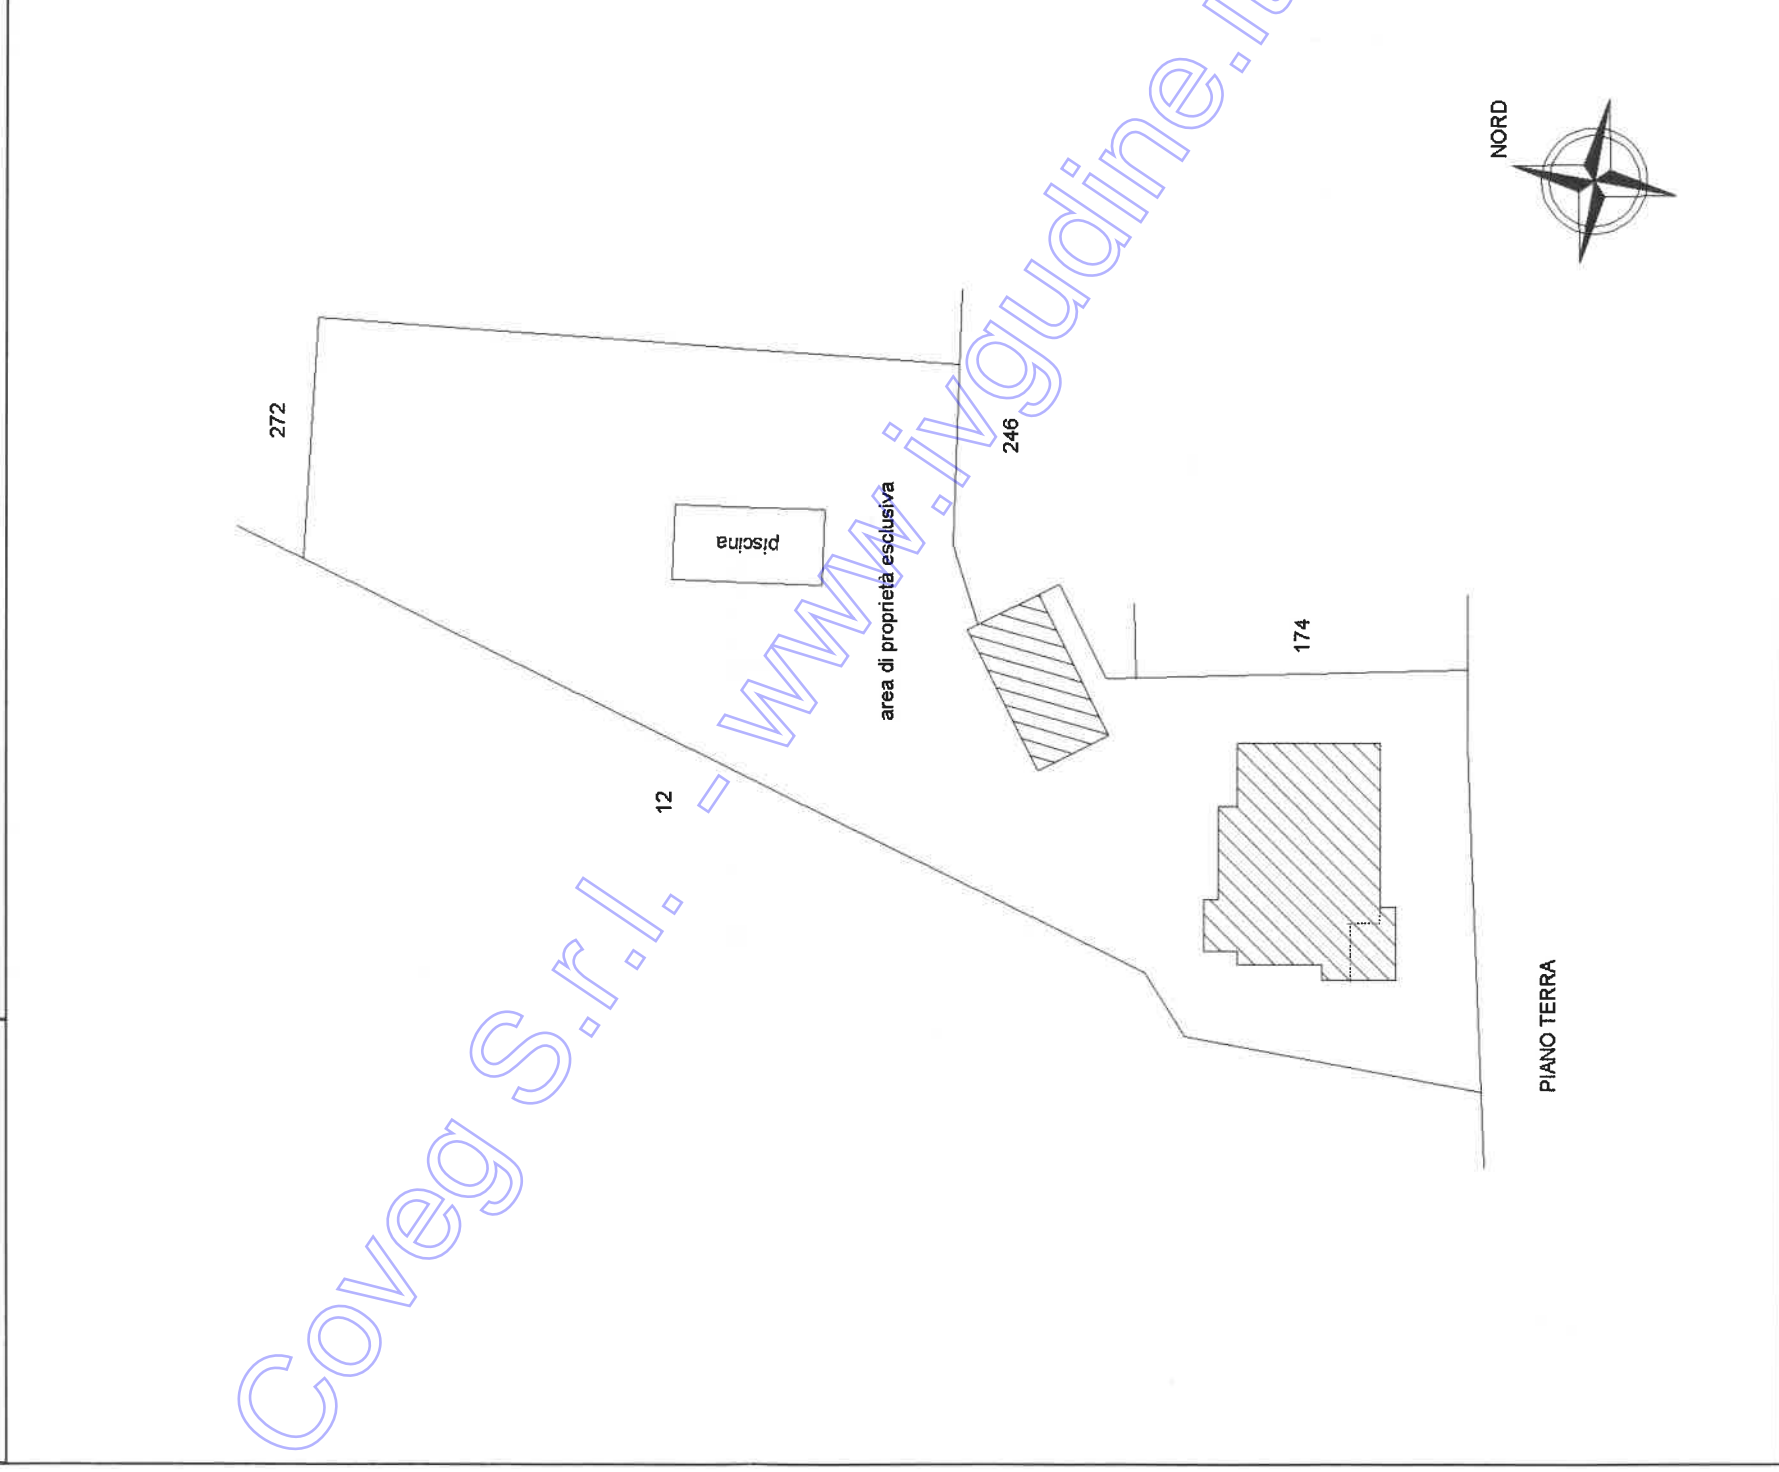 NORD
272
246
piscina
area di proprietà esclusiva
174
12
PIANO TERRA
Coveg S.r.l. - www.ivgudine.it